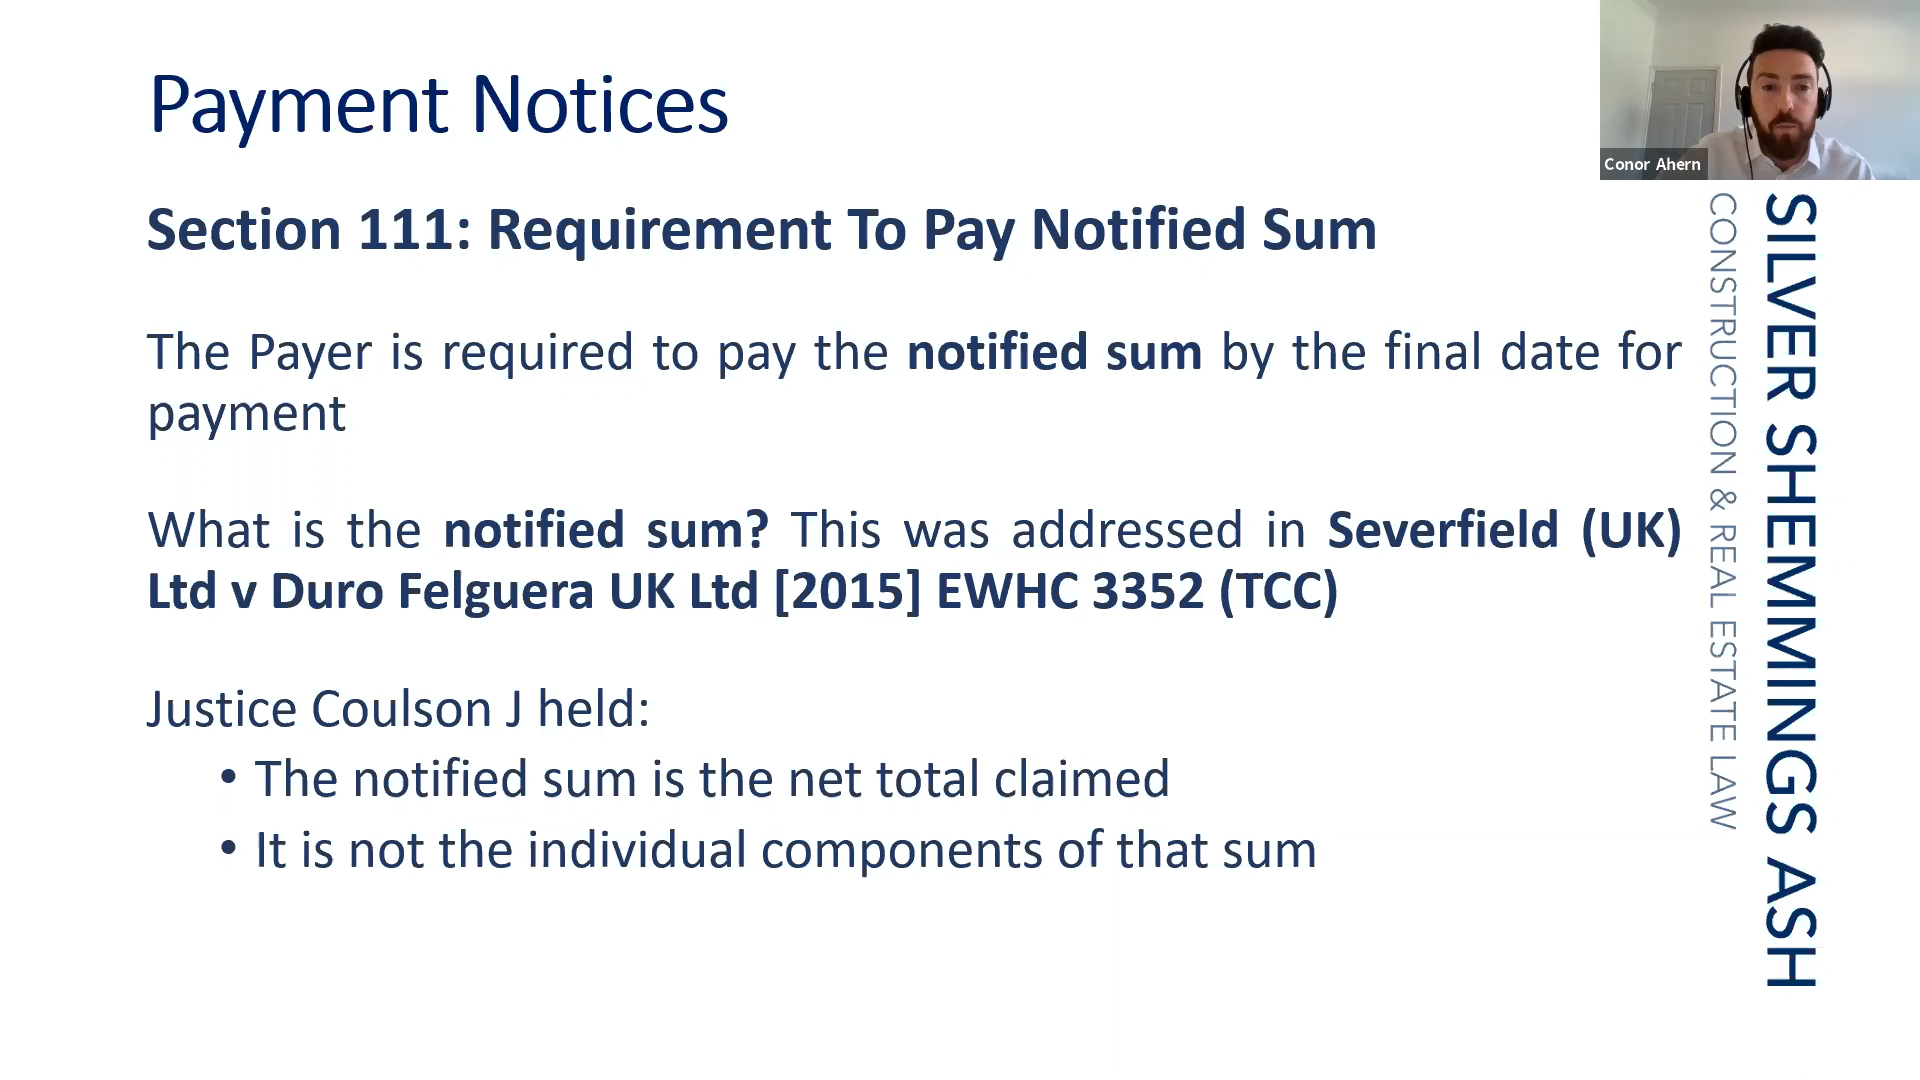 Payment Notices
Section 111: Requirement To Pay Notified Sum
The Payer is required to pay the notified sum by the final date for
payment
What is the notified sum? This was addressed in Severfield (UK)
Ltd v Duro Felguera UK Ltd [2015] EWHC 3352 (TCC)
Justice Coulson J held:
• The notified sum is the net total claimed
• It is not the individual components of that sum
Conor Ahern
SILVER SHEMMINGS ASH
CONSTRUCTION & REAL ESTATE LAW